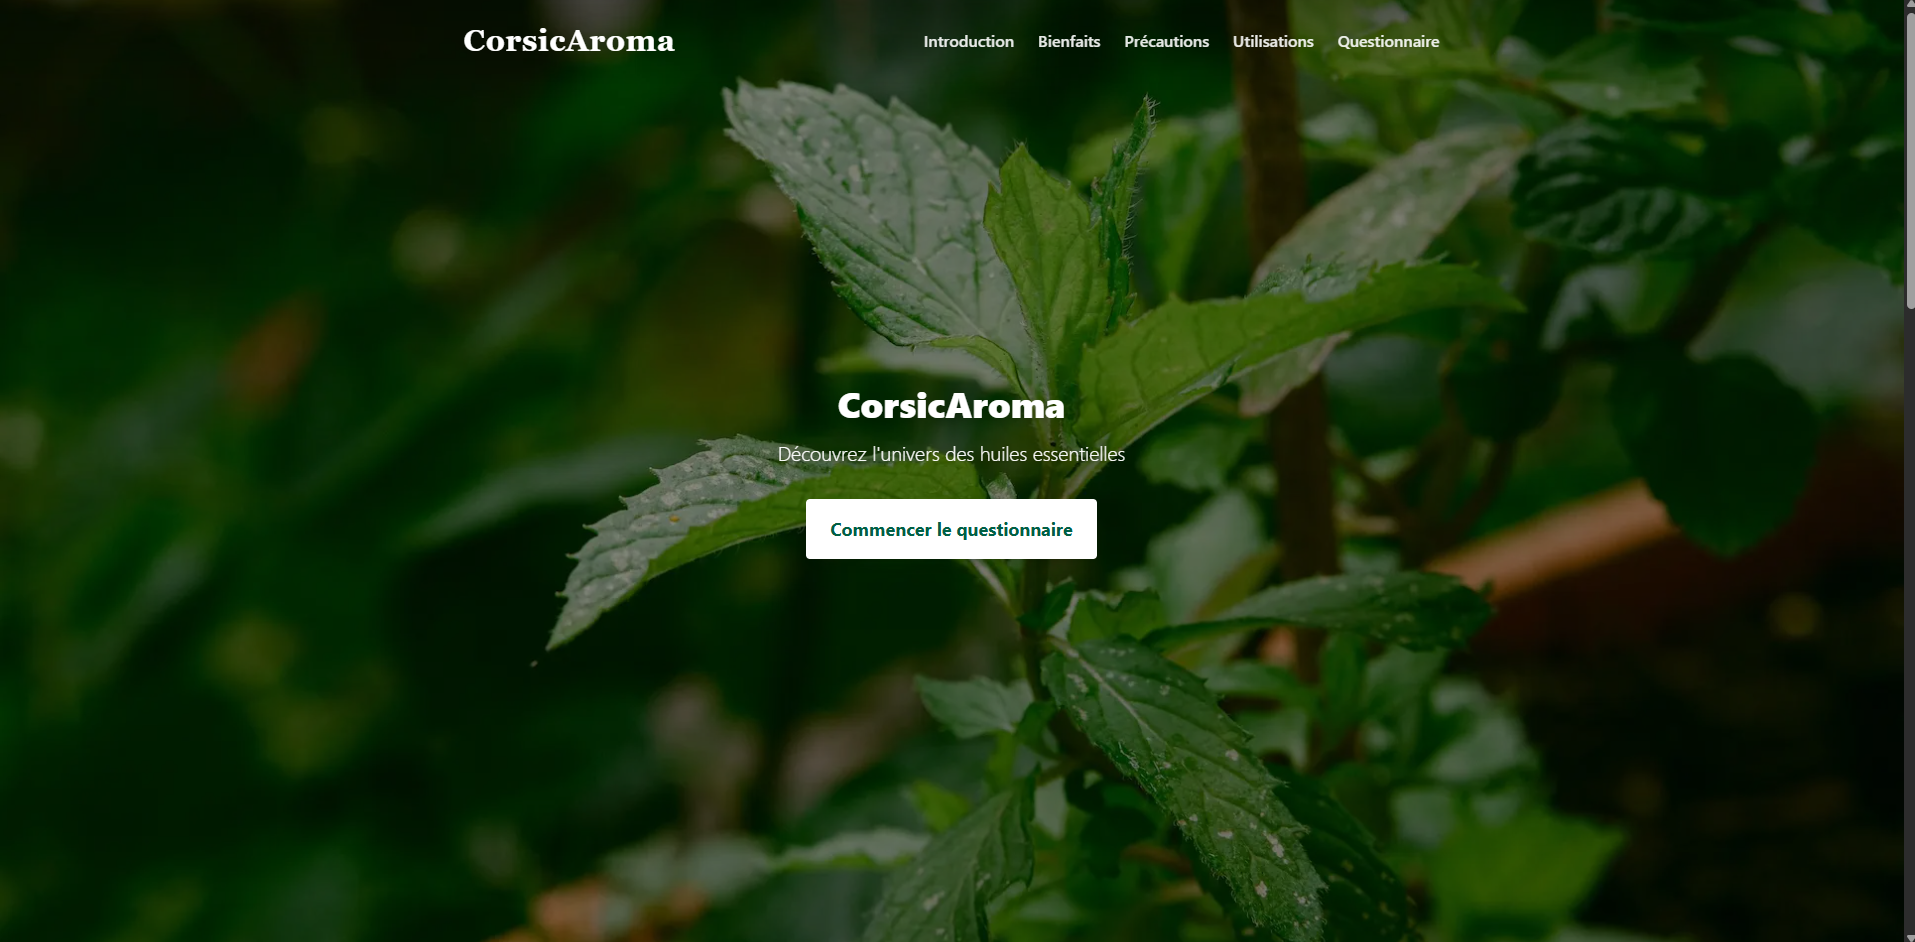 CorsicAroma
Introduction Bienfaits Précautions Utilisations Questionnaire
CorsicAroma
Découvrez l'univers des huiles essentielles
Commencer le questionnaire